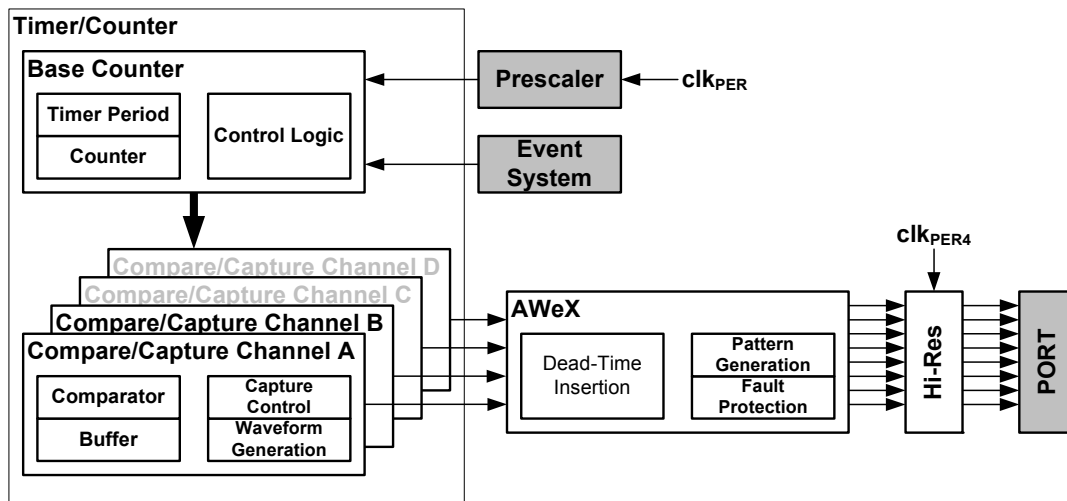 Timer/Counter
Base Counter
Timer Period
Counter
Control Logic
Prescaler
clkPER
Event
System
Compare/Capture Channel D
Compare/Capture Channel C
Compare/Capture Channel B
Compare/Capture Channel A
Comparator
Buffer
Capture
Control
Waveform
Generation
AWeX
Dead-Time
Insertion
Pattern
Generation
Fault
Protection
clkPER4
Hi-Res
PORT